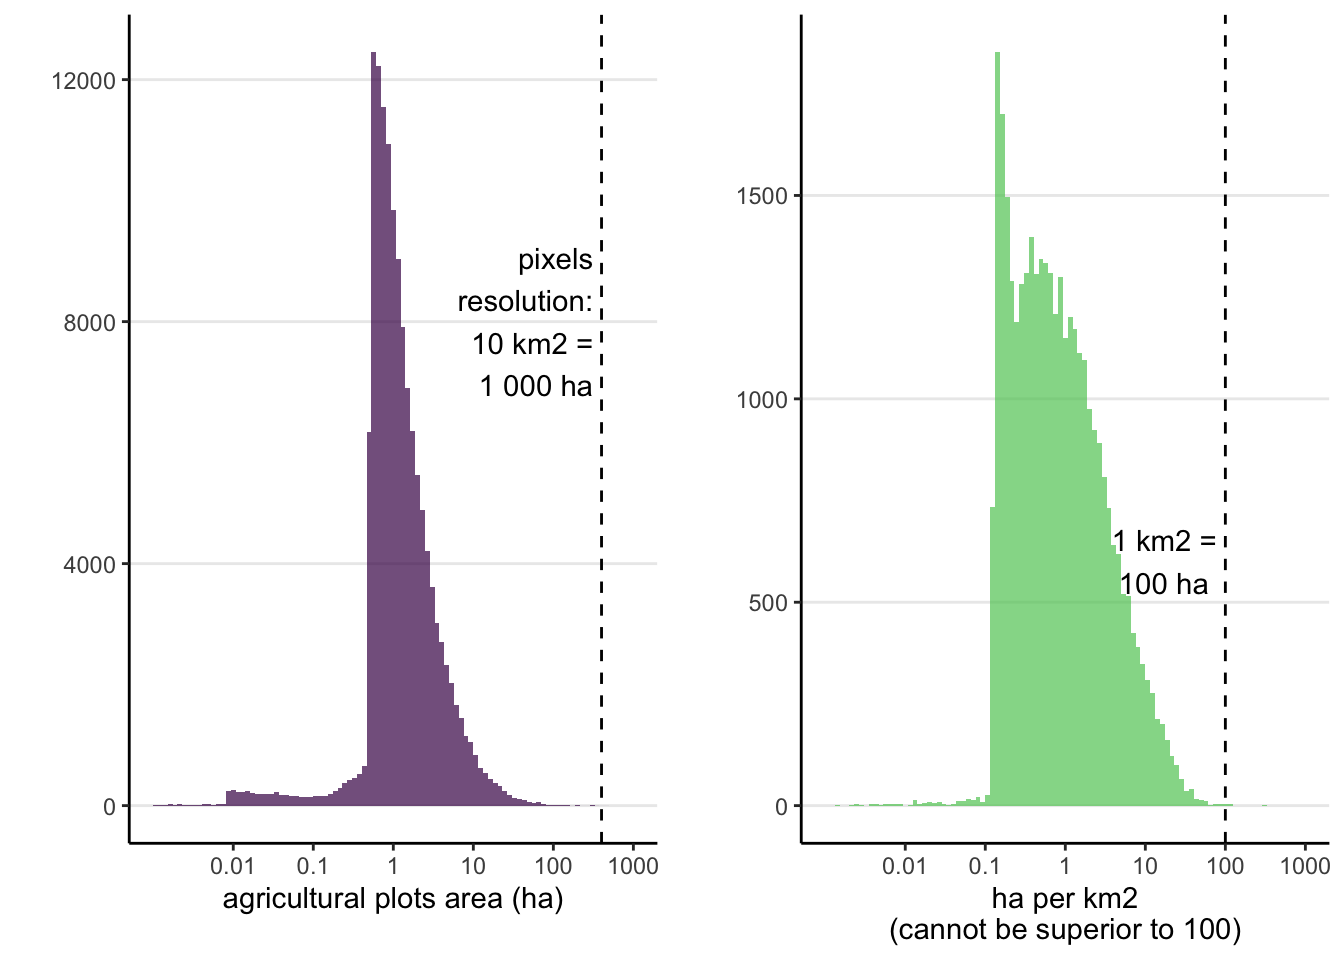 12000
8000
4000
0
pixels
resolution:
10 km2 =
1 000 ha
0.01 0.1 1 10 100 1000
agricultural plots area (ha)
1500
1000
500
0
1 km2 =
100 ha
0.01 0.1 1 10 100 1000
ha per km2
(cannot be superior to 100)